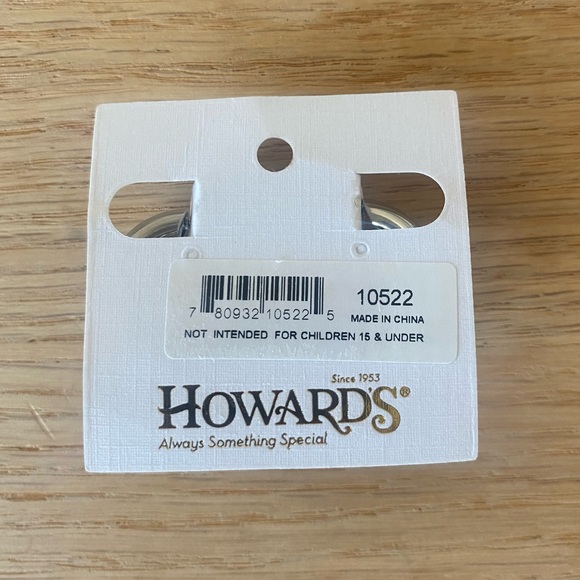 7 80932 10522 5
10522
MADE IN CHINA
NOT INTENDED FOR CHILDREN 15 & UNDER
Since 1953
HOWARD'S®
Always Something Special